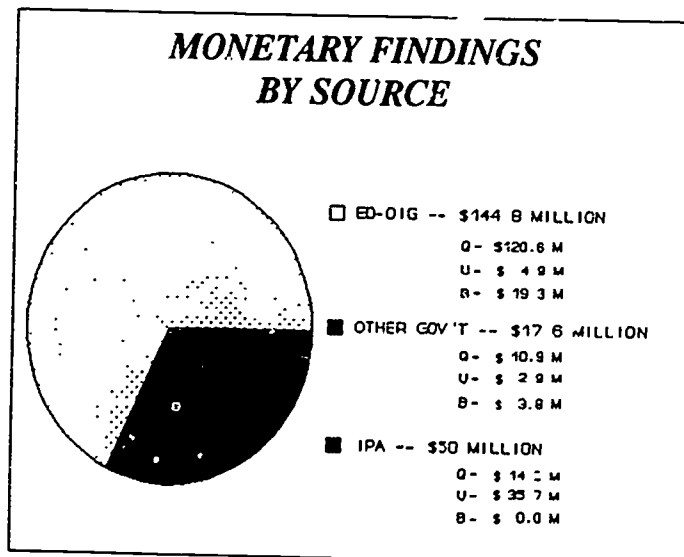 MONETARY FINDINGS
BY SOURCE
ED-OIG -- $144 8 MILLION
Q- $120.6 M
U- $ 4 9 M
B- $ 19 3 M
OTHER GOV'T -- $17 6 MILLION
Q- $ 10.9 M
U- $ 2 9 M
B- $ 3.8 M
IPA -- $50 MILLION
Q- $ M
U- $ 35 7 M
B- $ 0.0 M